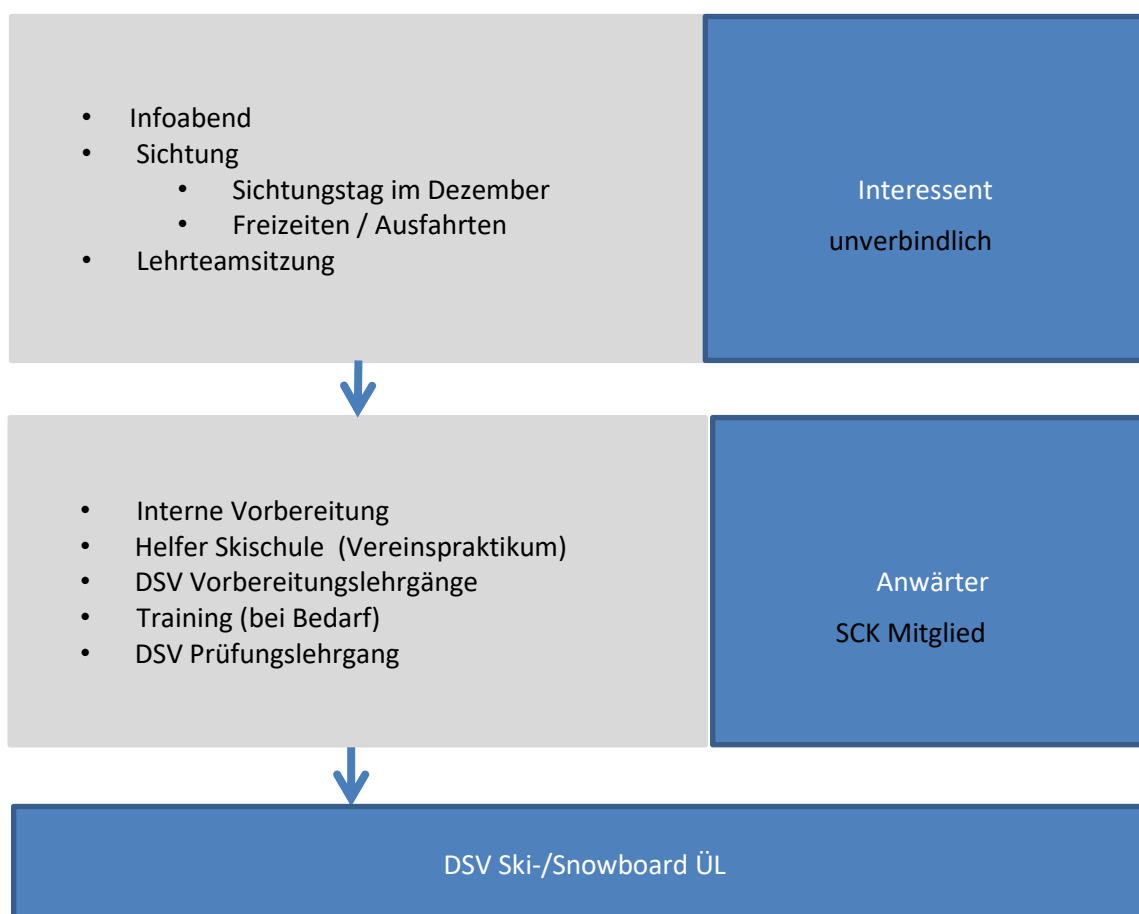 • Infoabend
• Sichtung
• Sichtungstag im Dezember
• Freizeiten / Ausfahrten
• Lehrteamsitzung
Interessent
unverbindlich
• Interne Vorbereitung
• Helfer Skischule (Vereinspraktikum)
• DSV Vorbereitungslehrgänge
• Training (bei Bedarf)
• DSV Prüfungslehrgang
Anwärter
SCK Mitglied
DSV Ski-/Snowboard ÜL